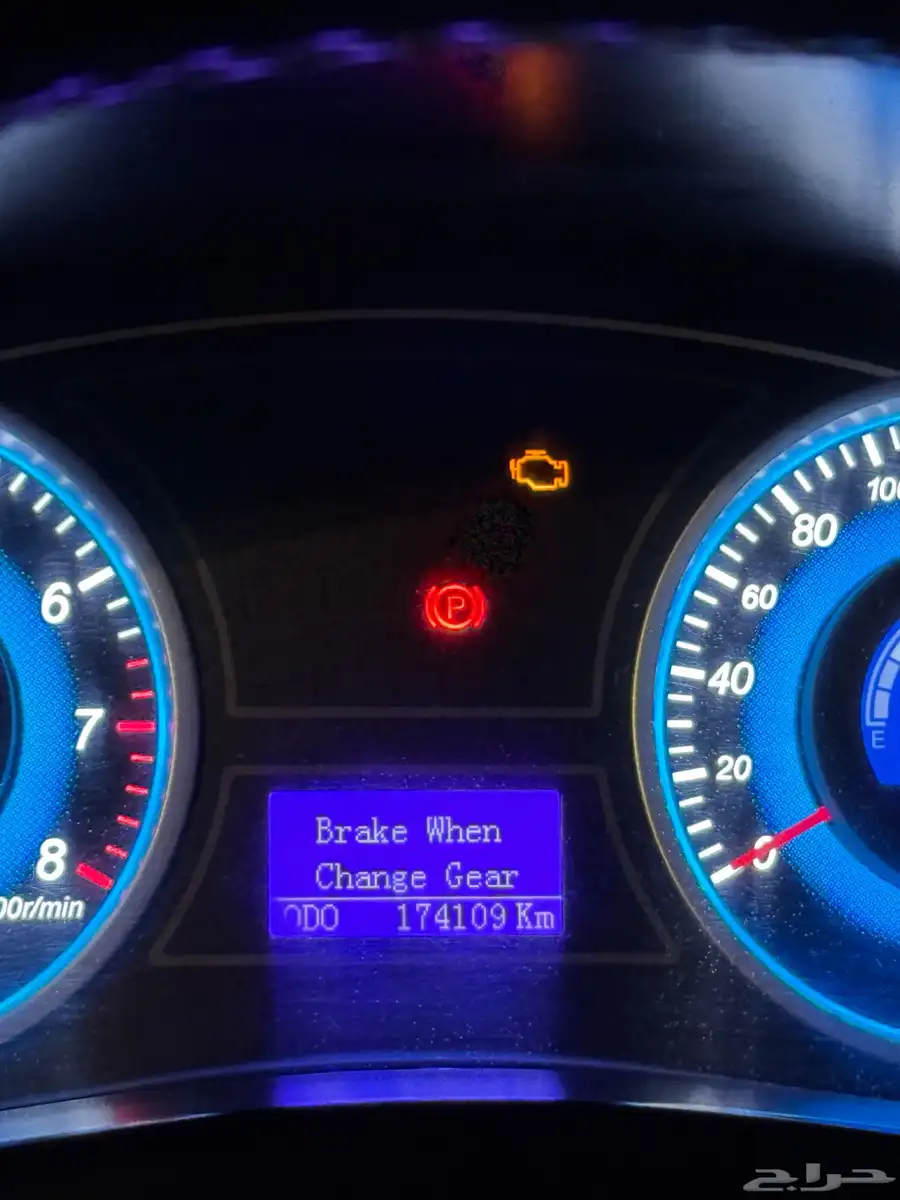 100
80
6
60
P
40
7
E
20
Brake When
8
0
Change Gear
00r/min
ODO 174109 Km
حراج